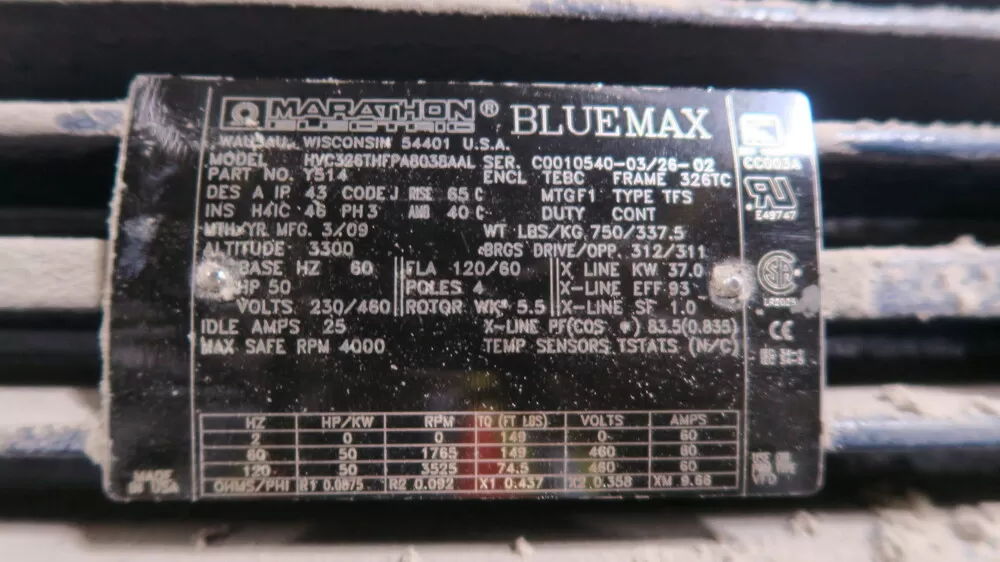 MARATHON® BLUEMAX
ELECTRIC
WAUSAU, WISCONSIN 54401 U.S.A.
MODEL HVC326THFPA8038AAL SER. C0010540-03/26-02
PART NO. Y514 ENCL TEBC FRAME 326TC
DES A IP 43 CODE J RISE 65 C MTG F1 TYPE TFS
INS H4IC 46 PH 3 AMB 40 C DUTY CONT
MTH/YR. MFG. 3/09 WT LBS/KG 750/337.5
ALTITUDE 3300 BRGS DRIVE/OPP. 312/311
BASE HZ 60 FLA 120/60 X LINE KW 37.0
HP 50 POLES 4 X-LINE EFF 93
VOLTS 230/460 ROTOR WK² 5.5 X-LINE SF 1.0
IDLE AMPS 25 X-LINE PF(COS ) 83.5(0.835)
MAX SAFE RPM 4000 TEMP SENSORS TSTATS (N/C)
CC003A
E49747
CE
HZ HP/KW RPM TQ (FT LBS) VOLTS AMPS
2 0 0 149 0 60
60 50 1765 149 460 60
120 50 3525 74.5 460 60
OHMS/PHI R1 0.0875 R2 0.092 X1 0.437 X2 0.358 XM 9.66
MADE
IN USA
VFD